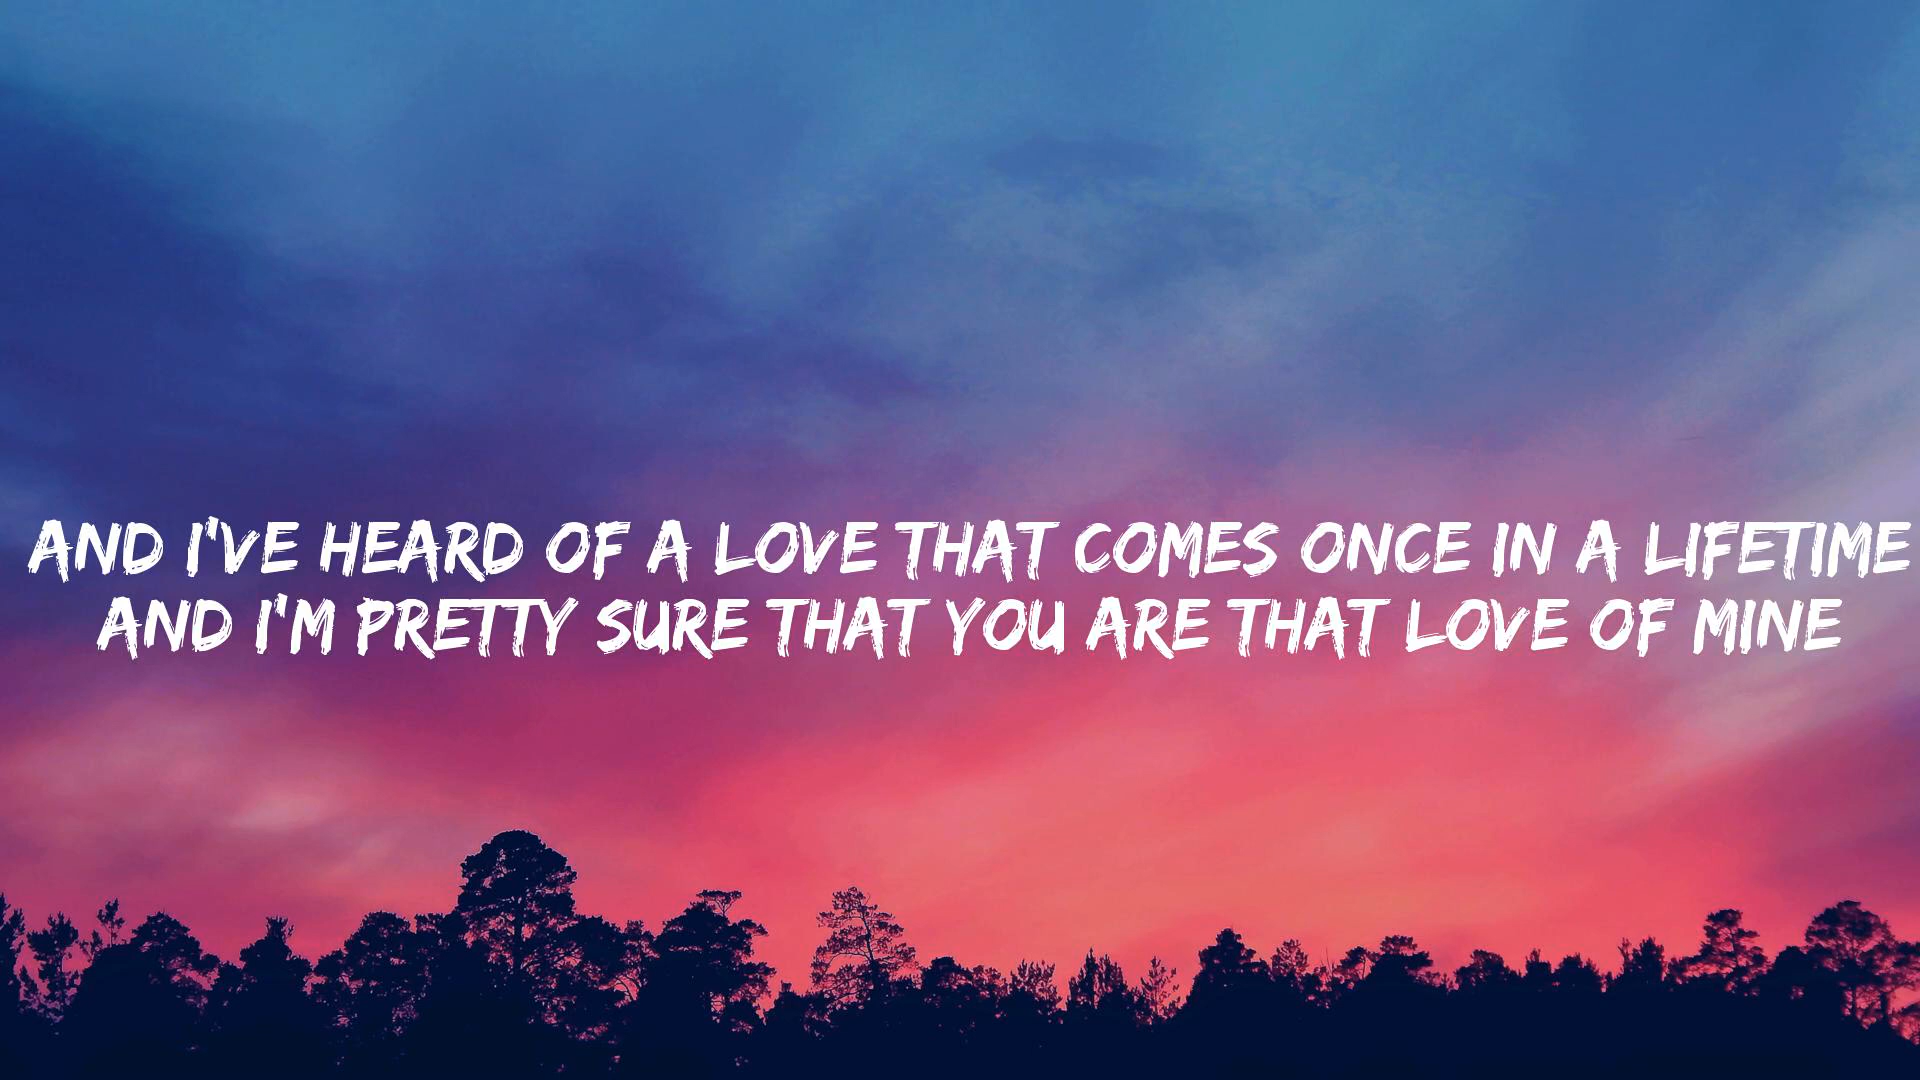 AND I'VE HEARD OF A LOVE THAT COMES ONCE IN A LIFETIME
AND I'M PRETTY SURE THAT YOU ARE THAT LOVE OF MINE